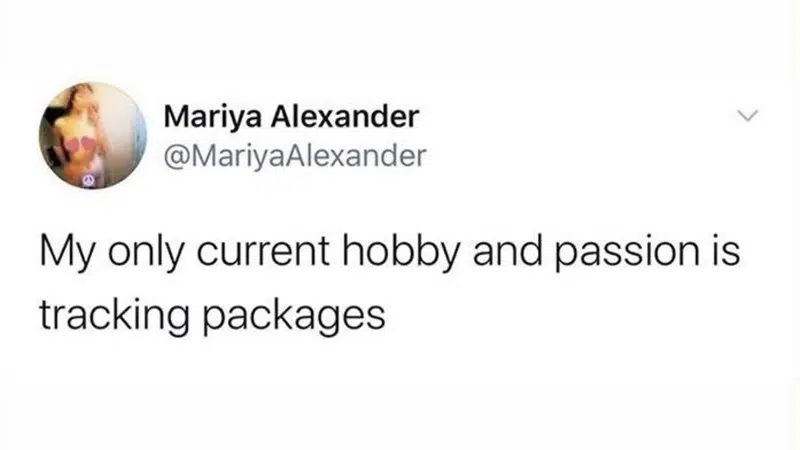 Mariya Alexander
@MariyaAlexander
My only current hobby and passion is
tracking packages